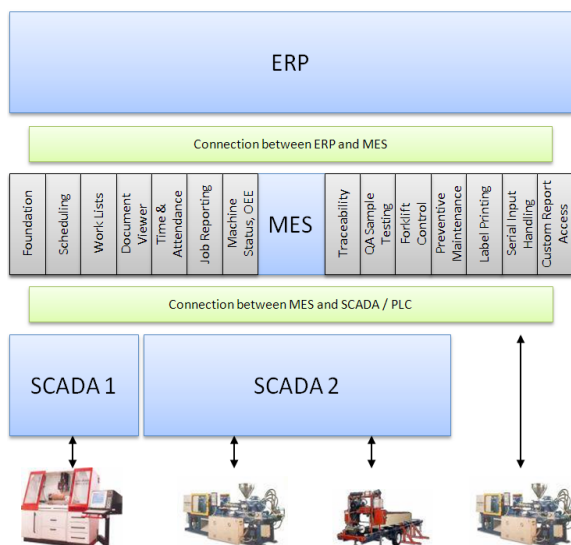 ERP
Connection between ERP and MES
Foundation
Scheduling
Work Lists
Document
Viewer
Time &
Attendance
Job Reporting
Machine
Status, OEE
MES
Traceability
QA Sample
Testing
Forklift
Control
Preventive
Maintenance
Label Printing
Serial Input
Handling
Custom Report
Access
Connection between MES and SCADA / PLC
SCADA 1
SCADA 2